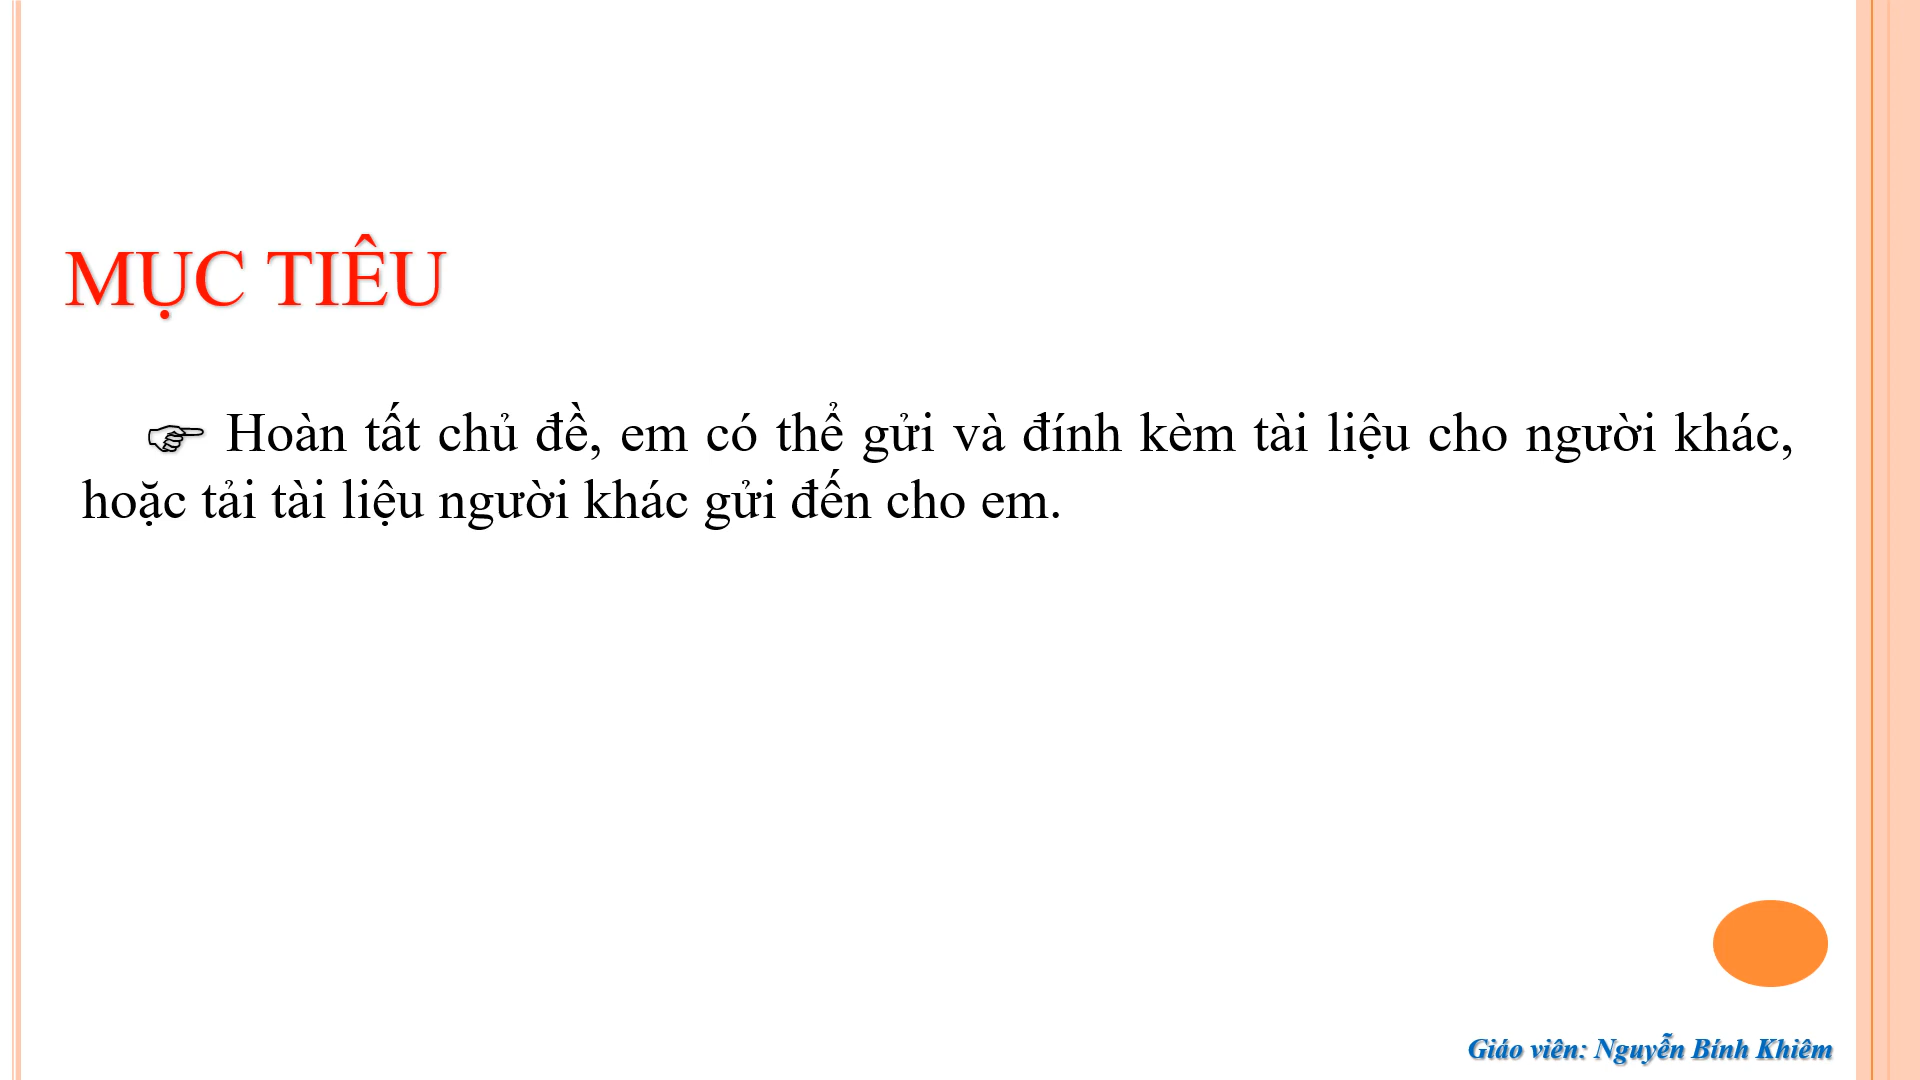 MỤC TIÊU
☞ Hoàn tất chủ đề, em có thể gửi và đính kèm tài liệu cho người khác,
hoặc tải tài liệu người khác gửi đến cho em.
Giáo viên: Nguyễn Bính Khiêm